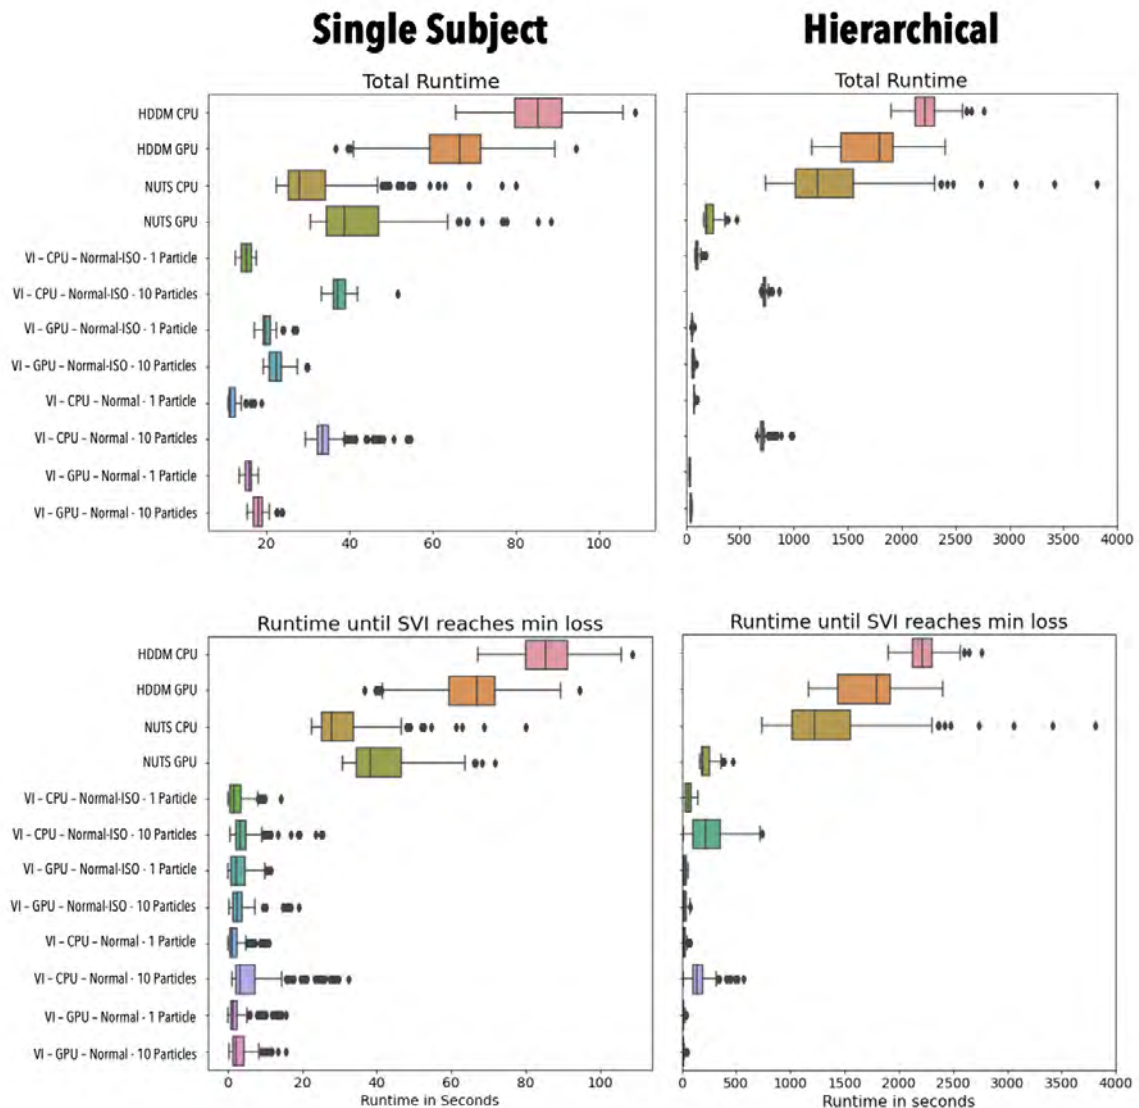 Single Subject
Hierarchical
Total Runtime
Total Runtime
HDDM CPU
HDDM GPU
NUTS CPU
NUTS GPU
VI – CPU – Normal-ISO - 1 Particle
VI – CPU – Normal-ISO - 10 Particles
VI – GPU – Normal-ISO - 1 Particle
VI – GPU – Normal-ISO - 10 Particles
VI – CPU – Normal - 1 Particle
VI – CPU – Normal - 10 Particles
VI – GPU – Normal - 1 Particle
VI – GPU – Normal - 10 Particles
20 40 60 80 100
0 500 1000 1500 2000 2500 3000 3500 4000
Runtime until SVI reaches min loss
Runtime until SVI reaches min loss
HDDM CPU
HDDM GPU
NUTS CPU
NUTS GPU
VI – CPU – Normal-ISO - 1 Particle
VI – CPU – Normal-ISO - 10 Particles
VI – GPU – Normal-ISO - 1 Particle
VI – GPU – Normal-ISO - 10 Particles
VI – CPU – Normal - 1 Particle
VI – CPU – Normal - 10 Particles
VI – GPU – Normal - 1 Particle
VI – GPU – Normal - 10 Particles
0 20 40 60 80 100
0 500 1000 1500 2000 2500 3000 3500 4000
Runtime in Seconds
Runtime in seconds